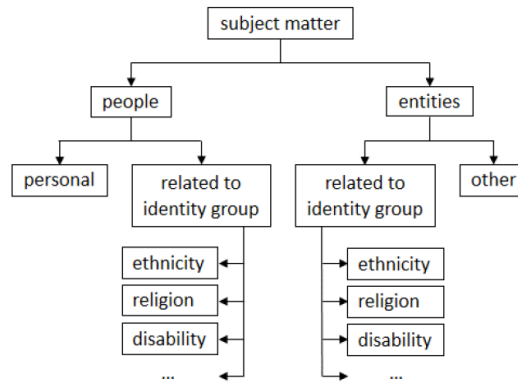 subject matter
people
entities
personal
related to
identity group
related to
identity group
other
ethnicity
religion
disability
...
ethnicity
religion
disability
...